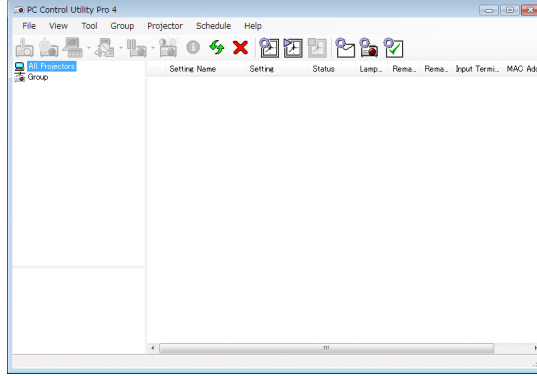 PC Control Utility Pro 4
File View Tool Group Projector Schedule Help
All Projectors
Group
Setting Name Setting Status Lamp... Rema... Rema... Input Termi... MAC Add